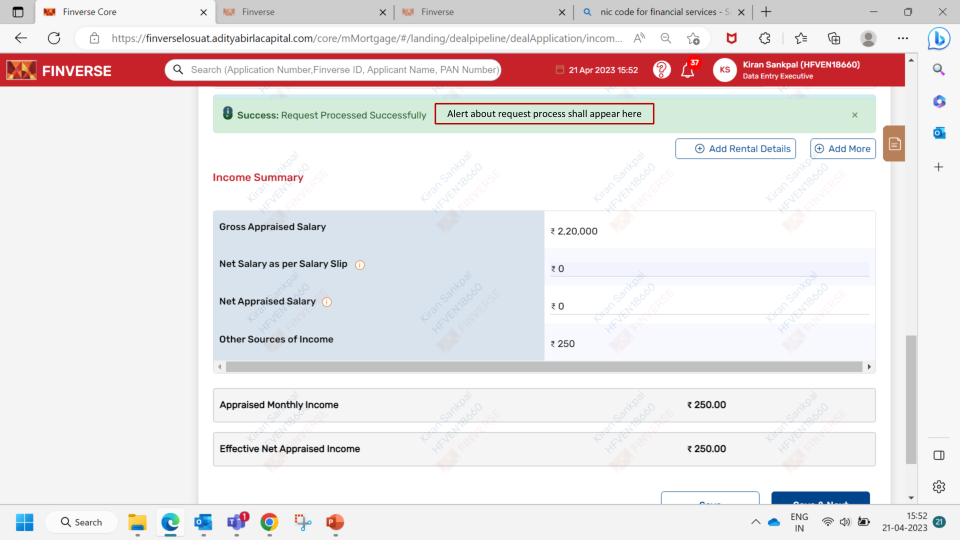 Finverse Core
Finverse
Finverse
nic code for financial services - S
https://finverselosuat.adityabirlacapital.com/core/mMortgage/#/landing/dealpipeline/dealApplication/incom...
FINVERSE
Search (Application Number,Finverse ID, Applicant Name, PAN Number)
21 Apr 2023 15:52
37
KS
Kiran Sankpal (HFVEN18660)
Data Entry Executive
Success: Request Processed Successfully
Alert about request process shall appear here
Add Rental Details
Add More
Income Summary
Gross Appraised Salary
₹ 2,20,000
Net Salary as per Salary Slip
₹ 0
Net Appraised Salary
₹ 0
Other Sources of Income
₹ 250
Appraised Monthly Income
₹ 250.00
Effective Net Appraised Income
₹ 250.00
Save
Save & Next
Kiran Sankpal
HFVEN18660
FINVERSE
Search
1
ENG
IN
15:52
21-04-2023
21